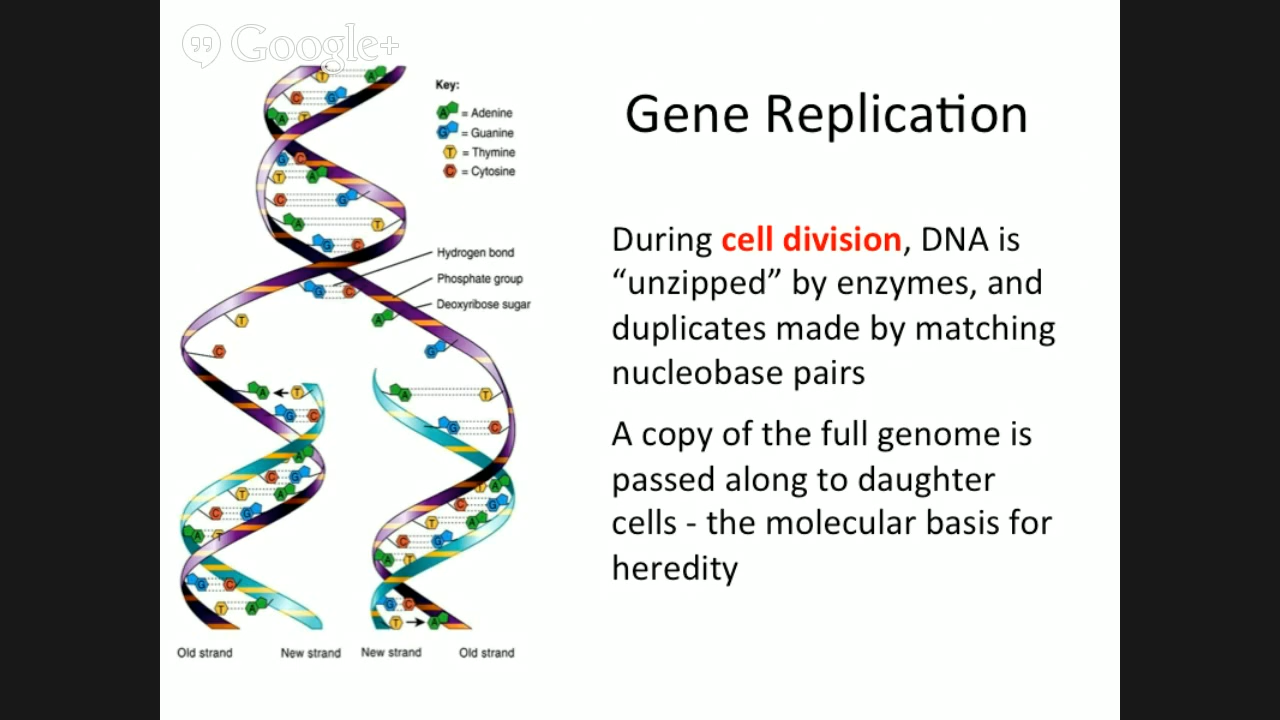 Google+
Gene Replication
Key:
A = Adenine
G = Guanine
T = Thymine
C = Cytosine
During cell division, DNA is
“unzipped” by enzymes, and
duplicates made by matching
nucleobase pairs
A copy of the full genome is
passed along to daughter
cells - the molecular basis for
heredity
T A
C G
A T
G C
T A
C G
A T
G C
Hydrogen bond
Phosphate group
Deoxyribose sugar
G C
T A
C G
A T
G C
A
C G
T A
C G
A T
G C
T A
A T
G C
T A
C G
T A
C G
A T
G C
T A
Old strand New strand New strand Old strand